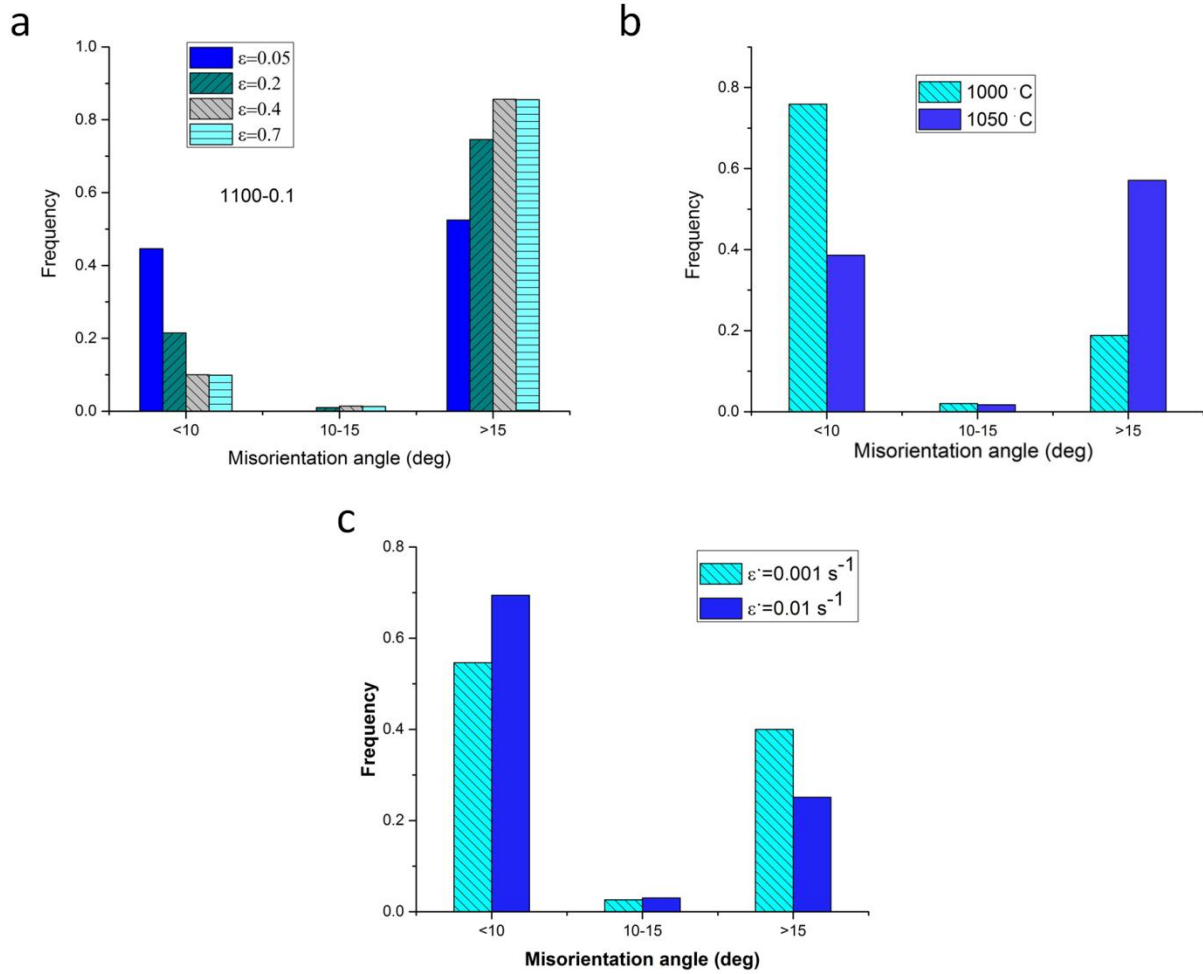 a
ε=0.05
ε=0.2
ε=0.4
ε=0.7
1100-0.1
Frequency
1.0
0.8
0.6
0.4
0.2
0.0
<10
10-15
>15
Misorientation angle (deg)
b
1000 ˙C
1050 ˙C
Frequency
0.8
0.6
0.4
0.2
0.0
<10
10-15
>15
Misorientation angle (deg)
c
ε˙=0.001 s⁻¹
ε˙=0.01 s⁻¹
Frequency
0.8
0.6
0.4
0.2
0.0
<10
10-15
>15
Misorientation angle (deg)